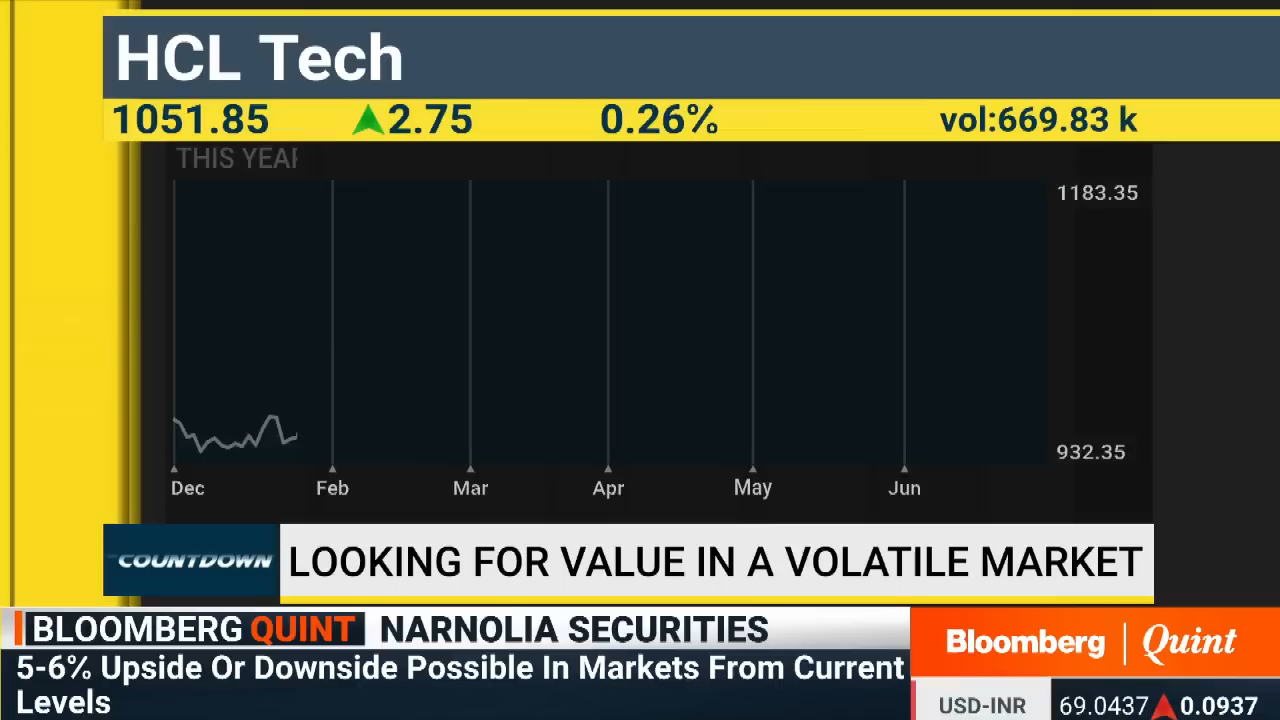 HCL Tech
1051.85 ▲2.75 0.26% vol:669.83 k
THIS YEAR
1183.35
932.35
Dec Feb Mar Apr May Jun
COUNTDOWN LOOKING FOR VALUE IN A VOLATILE MARKET
BLOOMBERG QUINT NARNOLIA SECURITIES
5-6% Upside Or Downside Possible In Markets From Current
Levels
Bloomberg | Quint
USD-INR 69.0437 ▲ 0.0937